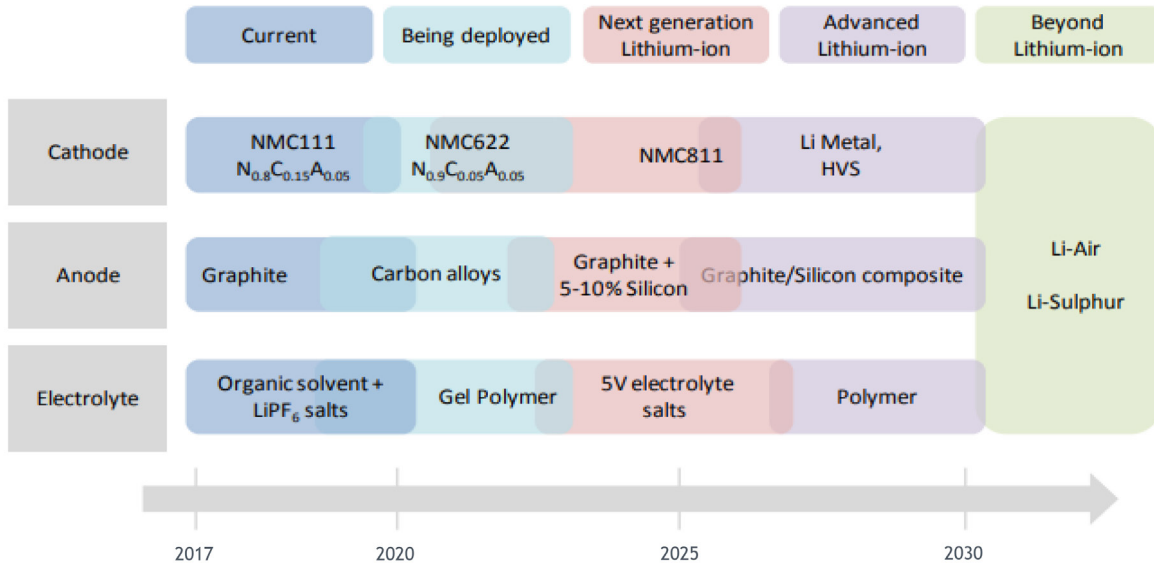 Current
Being deployed
Next generation
Lithium-ion
Advanced
Lithium-ion
Beyond
Lithium-ion
Cathode
NMC111
N₀.₈C₀.₁₅A₀.₀₅
NMC622
N₀.₉C₀.₀₅A₀.₀₅
NMC811
Li Metal,
HVS
Anode
Graphite
Carbon alloys
Graphite +
5-10% Silicon
Graphite/Silicon composite
Li-Air
Li-Sulphur
Electrolyte
Organic solvent +
LiPF₆ salts
Gel Polymer
5V electrolyte
salts
Polymer
2017
2020
2025
2030